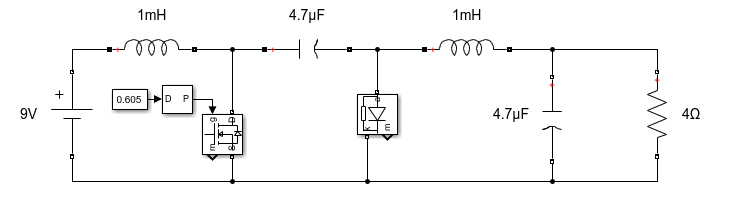 1mH
4.7µF
1mH
9V
+
0.605
D P
g D
m S
a
k m
4.7µF
4Ω